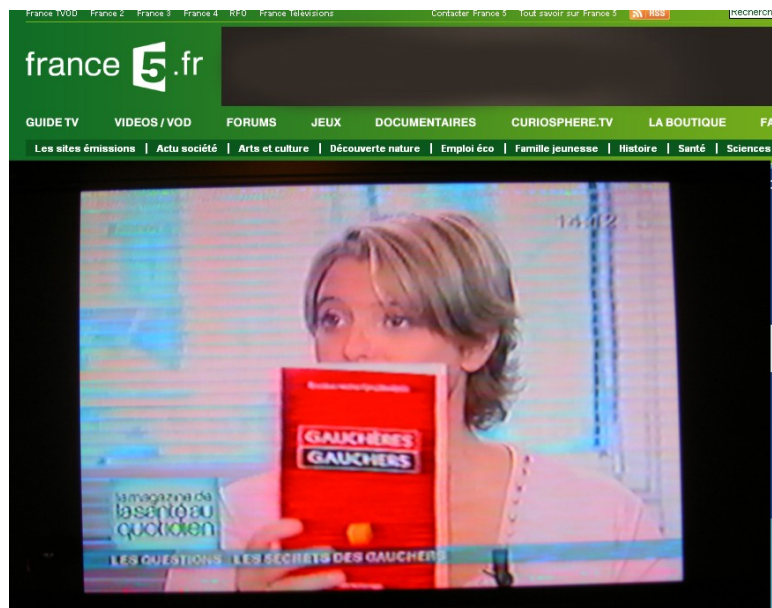 France TVOD France 2 France 3 France 4 RFO France Télévisions Contacter France 5 Tout savoir sur France 5 RSS Recherch
france 5.fr
GUIDE TV VIDEOS / VOD FORUMS JEUX DOCUMENTAIRES CURIOSPHERE.TV LA BOUTIQUE FA
Les sites émissions | Actu société | Arts et culture | Découverte nature | Emploi éco | Famille jeunesse | Histoire | Santé | Sciences
14:12
GAUCHÈRES
GAUCHERS
le magazine de
la santé au
quotidien
LES QUESTIONS : LES SECRETS DES GAUCHERS